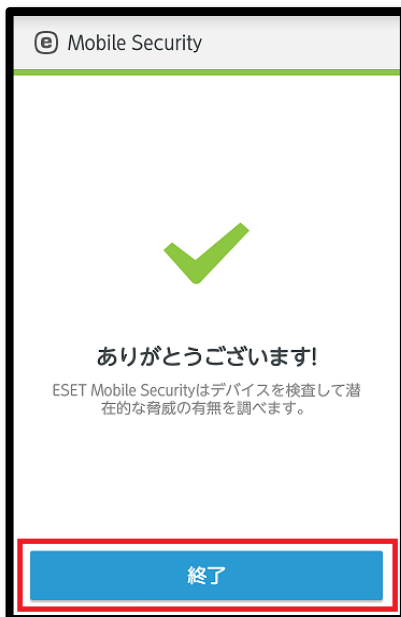 e Mobile Security
ありがとうございます!
ESET Mobile Securityはデバイスを検査して潜
在的な脅威の有無を調べます。
終了